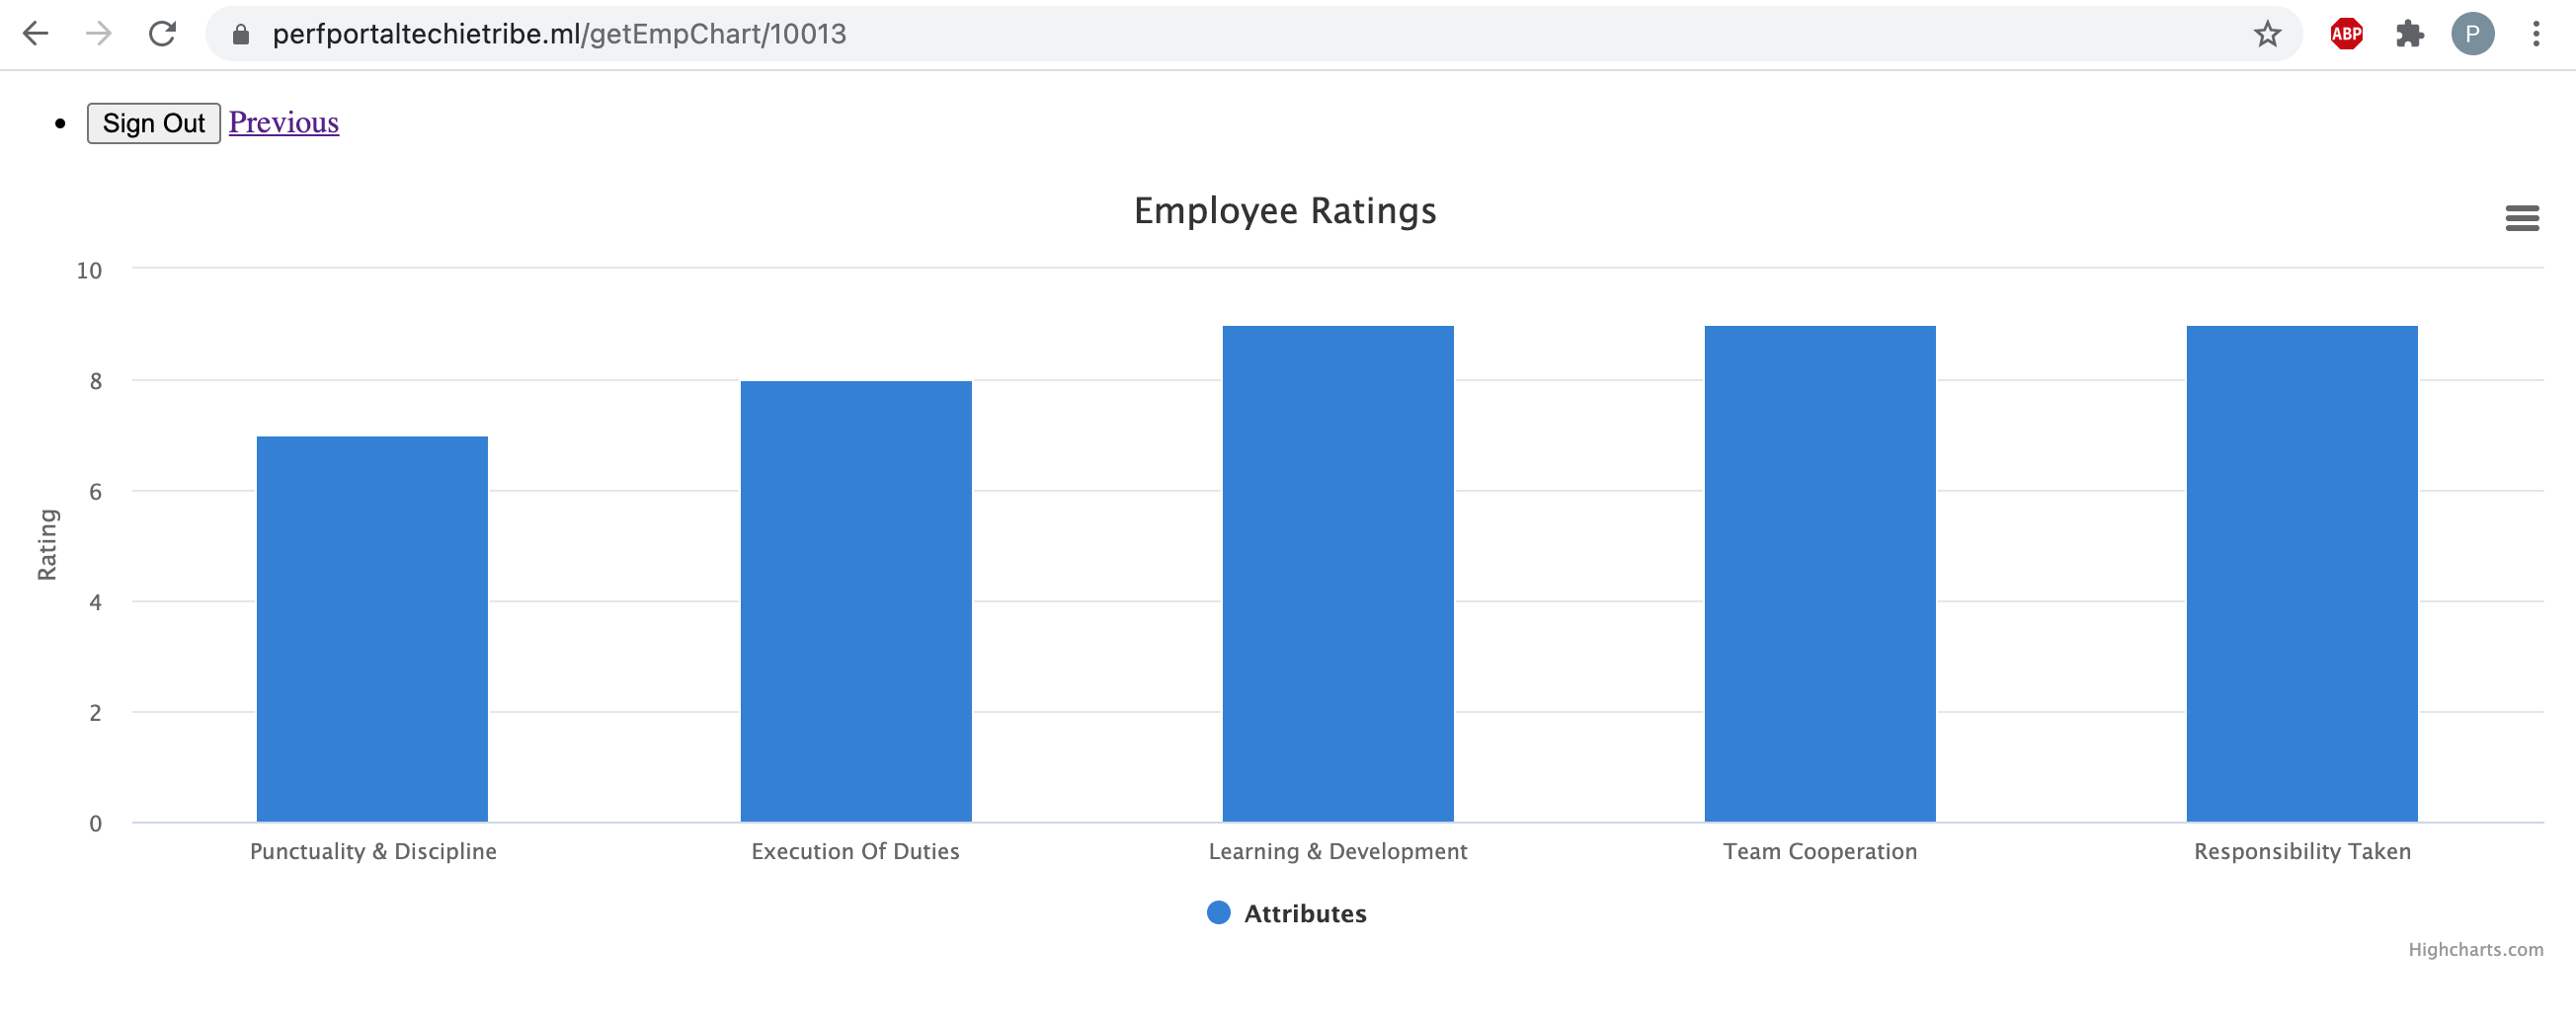 perfportaltechietribe.ml/getEmpChart/10013
ABP
P
Sign Out Previous
Employee Ratings
10
8
6
4
2
0
Rating
Punctuality & Discipline
Execution Of Duties
Learning & Development
Team Cooperation
Responsibility Taken
Attributes
Highcharts.com